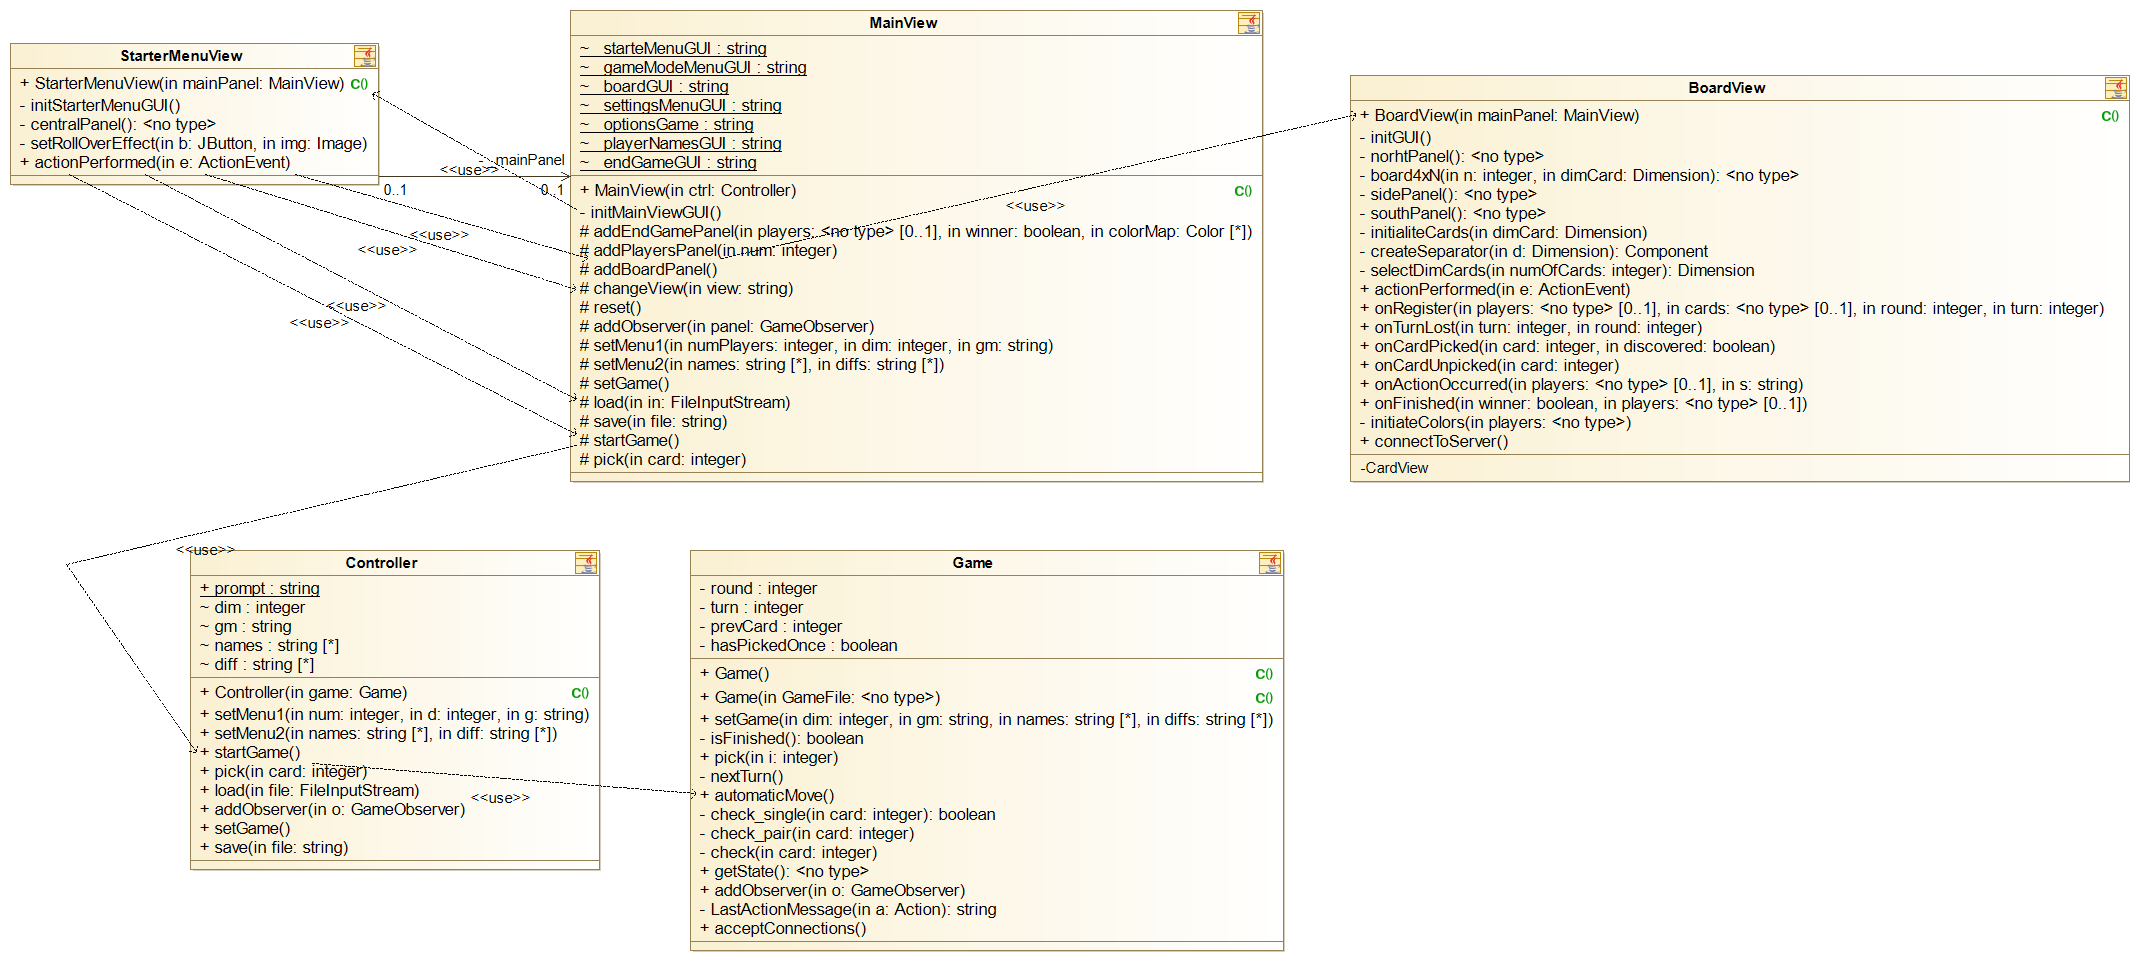 StarterMenuView
+ StarterMenuView(in mainPanel: MainView) C()
- initStarterMenuGUI()
- centralPanel(): <no type>
- setRollOverEffect(in b: JButton, in img: Image)
+ actionPerformed(in e: ActionEvent)
- mainPanel
<<use>>
0..1
0..1
<<use>>
<<use>>
<<use>>
<<use>>
MainView
~ starteMenuGUI : string
~ gameModeMenuGUI : string
~ boardGUI : string
~ settingsMenuGUI : string
~ optionsGame : string
~ playerNamesGUI : string
~ endGameGUI : string
+ MainView(in ctrl: Controller) C()
- initMainViewGUI()
# addEndGamePanel(in players: <no type> [0..1], in winner: boolean, in colorMap: Color [*])
# addPlayersPanel(in num: integer)
# addBoardPanel()
# changeView(in view: string)
# reset()
# addObserver(in panel: GameObserver)
# setMenu1(in numPlayers: integer, in dim: integer, in gm: string)
# setMenu2(in names: string [*], in diffs: string [*])
# setGame()
# load(in in: FileInputStream)
# save(in file: string)
# startGame()
# pick(in card: integer)
<<use>>
BoardView
+ BoardView(in mainPanel: MainView) C()
- initGUI()
- norhtPanel(): <no type>
- board4xN(in n: integer, in dimCard: Dimension): <no type>
- sidePanel(): <no type>
- southPanel(): <no type>
- initialiteCards(in dimCard: Dimension)
- createSeparator(in d: Dimension): Component
- selectDimCards(in numOfCards: integer): Dimension
+ actionPerformed(in e: ActionEvent)
+ onRegister(in players: <no type> [0..1], in cards: <no type> [0..1], in round: integer, in turn: integer)
+ onTurnLost(in turn: integer, in round: integer)
+ onCardPicked(in card: integer, in discovered: boolean)
+ onCardUnpicked(in card: integer)
+ onActionOccurred(in players: <no type> [0..1], in s: string)
+ onFinished(in winner: boolean, in players: <no type> [0..1])
- initiateColors(in players: <no type>)
+ connectToServer()
-CardView
<<use>>
Controller
+ prompt : string
~ dim : integer
~ gm : string
~ names : string [*]
~ diff : string [*]
+ Controller(in game: Game) C()
+ setMenu1(in num: integer, in d: integer, in g: string)
+ setMenu2(in names: string [*], in diff: string [*])
+ startGame()
+ pick(in card: integer)
+ load(in file: FileInputStream)
+ addObserver(in o: GameObserver)
+ setGame()
+ save(in file: string)
<<use>>
Game
- round : integer
- turn : integer
- prevCard : integer
- hasPickedOnce : boolean
+ Game() C()
+ Game(in GameFile: <no type>) C()
+ setGame(in dim: integer, in gm: string, in names: string [*], in diffs: string [*])
- isFinished(): boolean
+ pick(in i: integer)
- nextTurn()
+ automaticMove()
- check_single(in card: integer): boolean
- check_pair(in card: integer)
- check(in card: integer)
+ getState(): <no type>
+ addObserver(in o: GameObserver)
- LastActionMessage(in a: Action): string
+ acceptConnections()